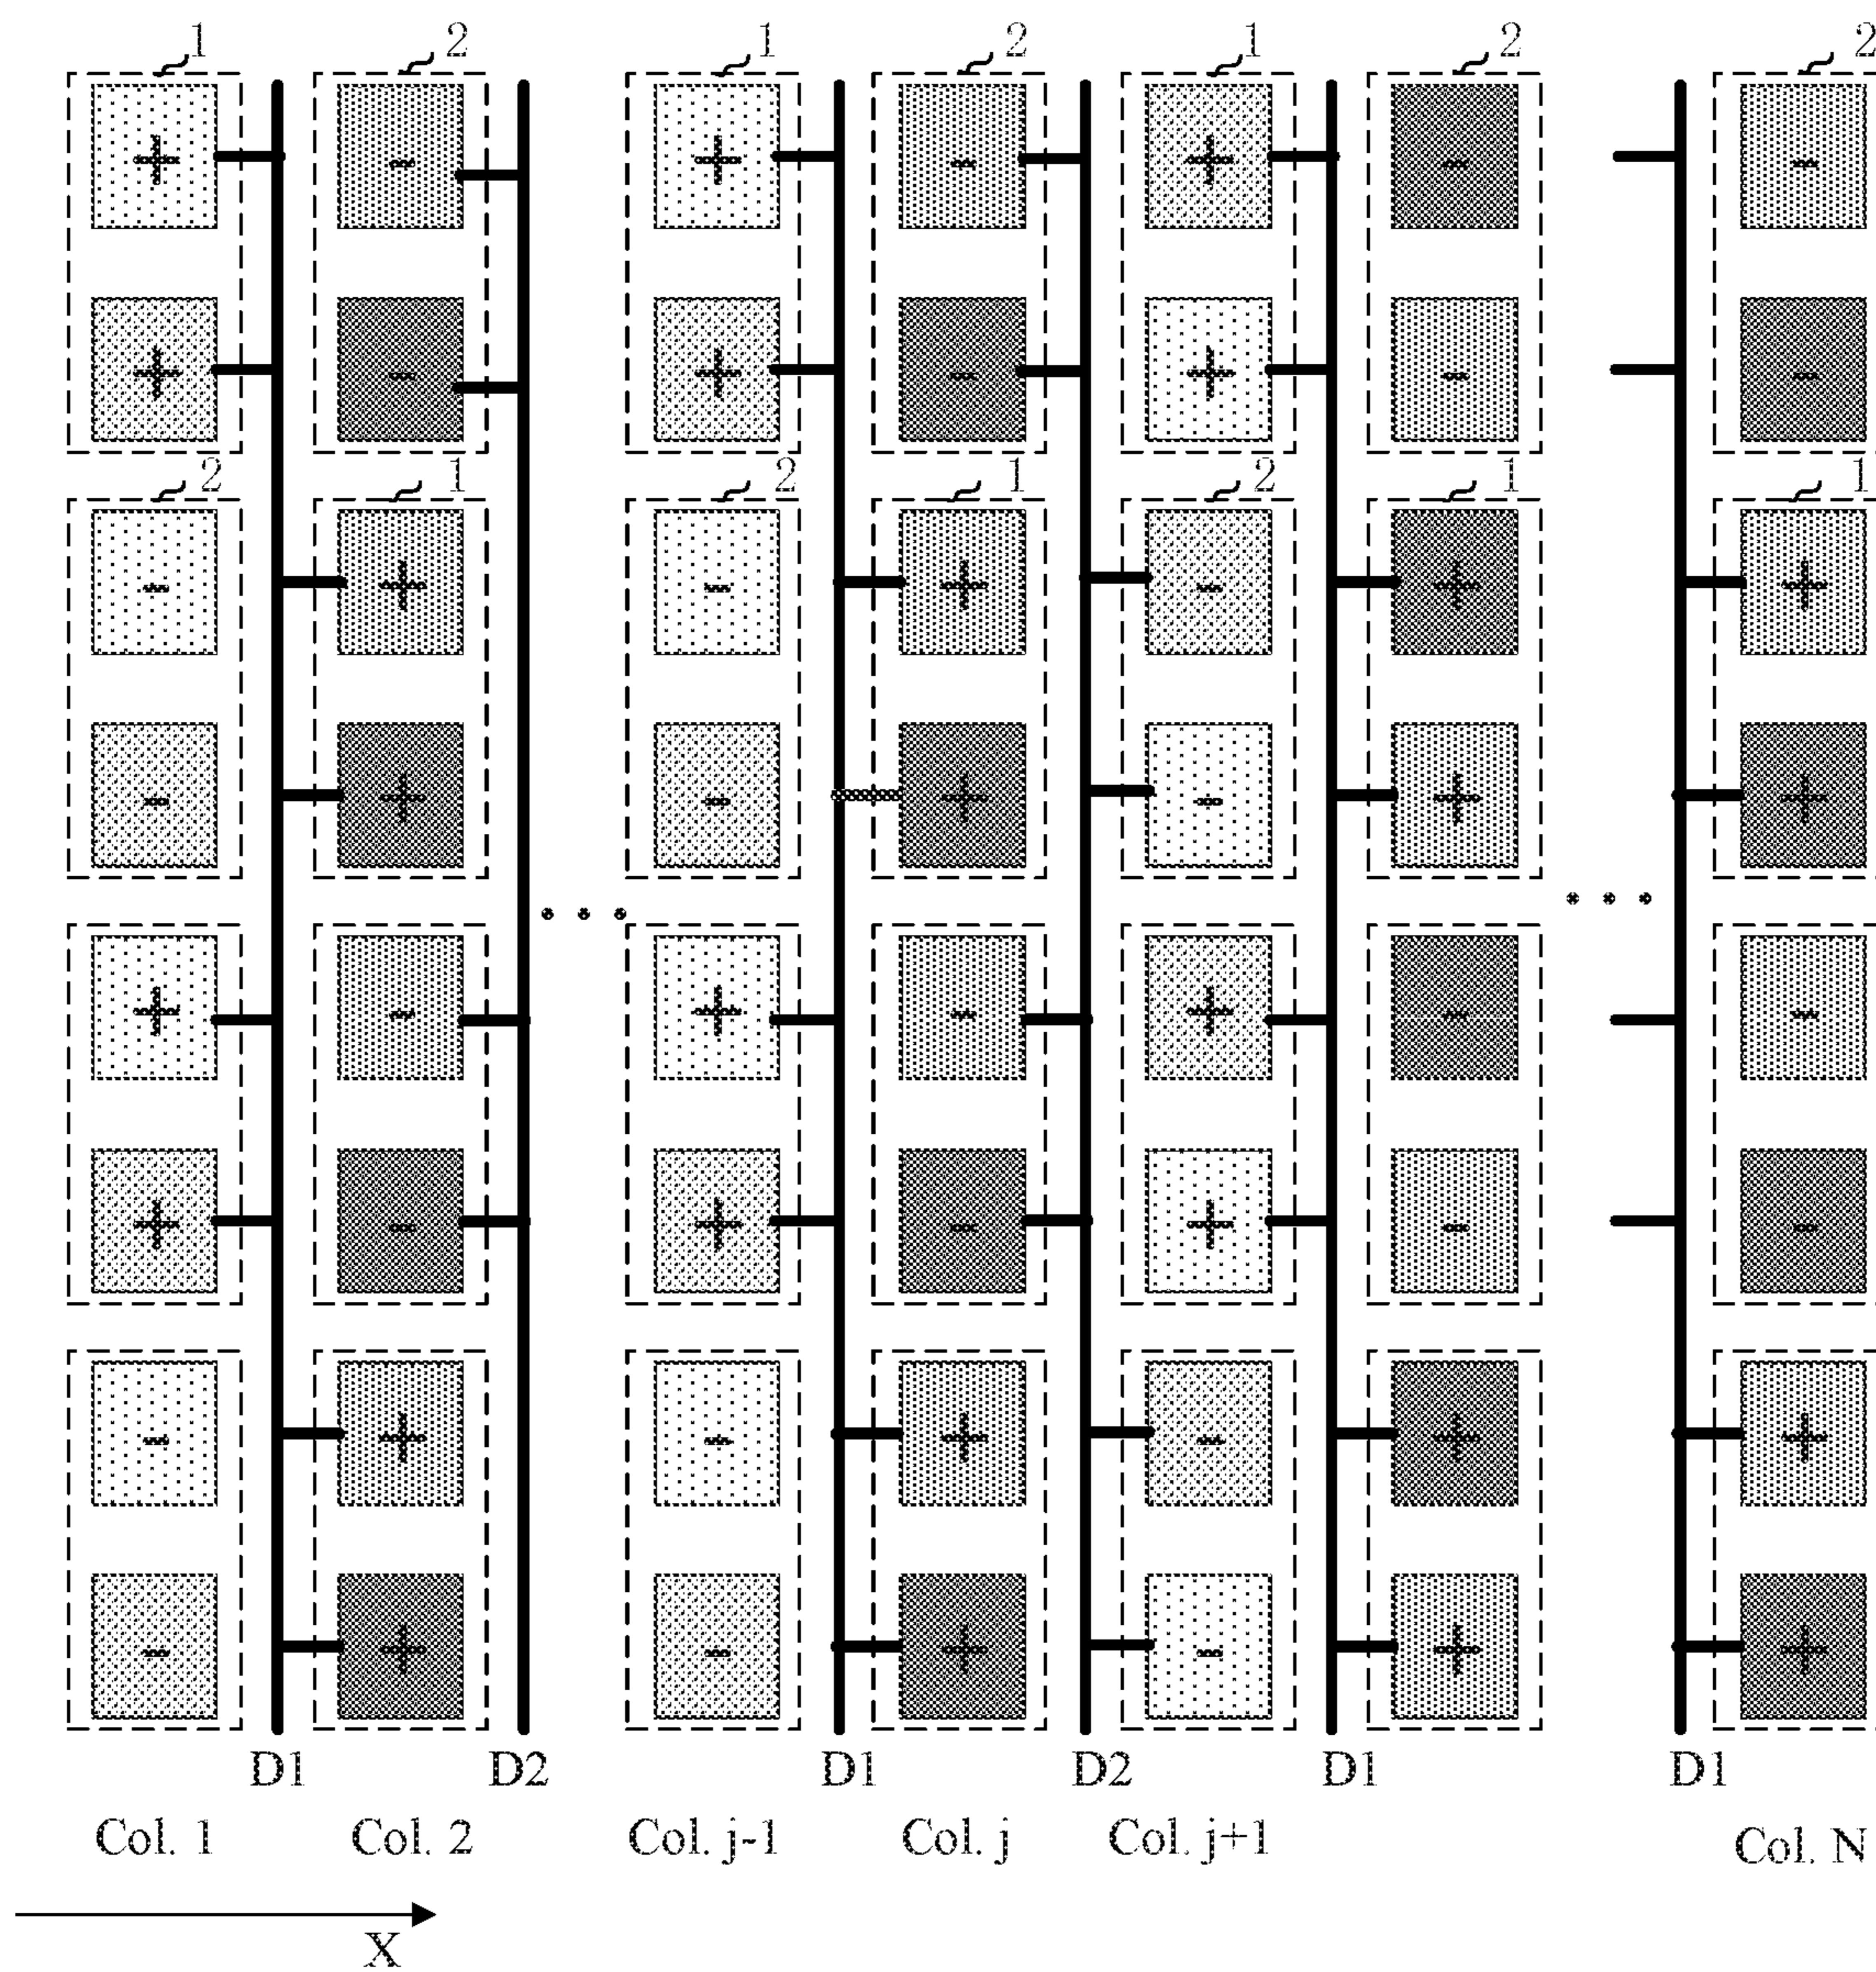 1 2 1 2 1 2 2
+ - + - + - -
+ - + - + - -
2 1 2 1 2 1 1
- + - + - + +
- + - + - + +
+ - + - + - -
+ - + - + - -
- + - + - + +
- + - + - + +
D1 D2 D1 D2 D1 D1
Col. 1 Col. 2 Col. j-1 Col. j Col. j+1 Col. N
X